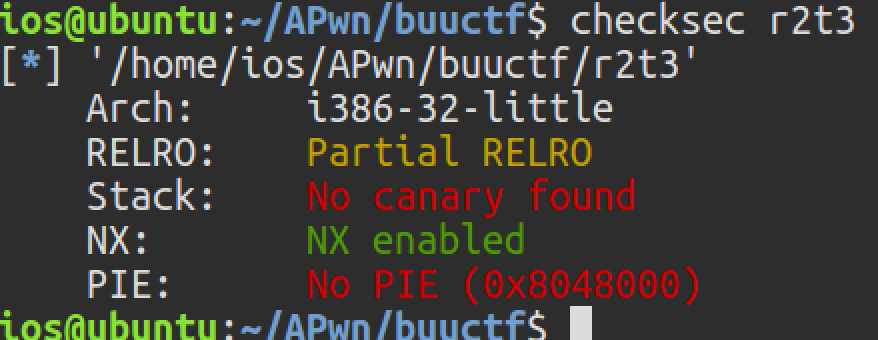 ios@ubuntu:~/APwn/buuctf$ checksec r2t3
[*] '/home/ios/APwn/buuctf/r2t3'
    Arch:     i386-32-little
    RELRO:    Partial RELRO
    Stack:    No canary found
    NX:       NX enabled
    PIE:      No PIE (0x8048000)
ios@ubuntu:~/APwn/buuctf$